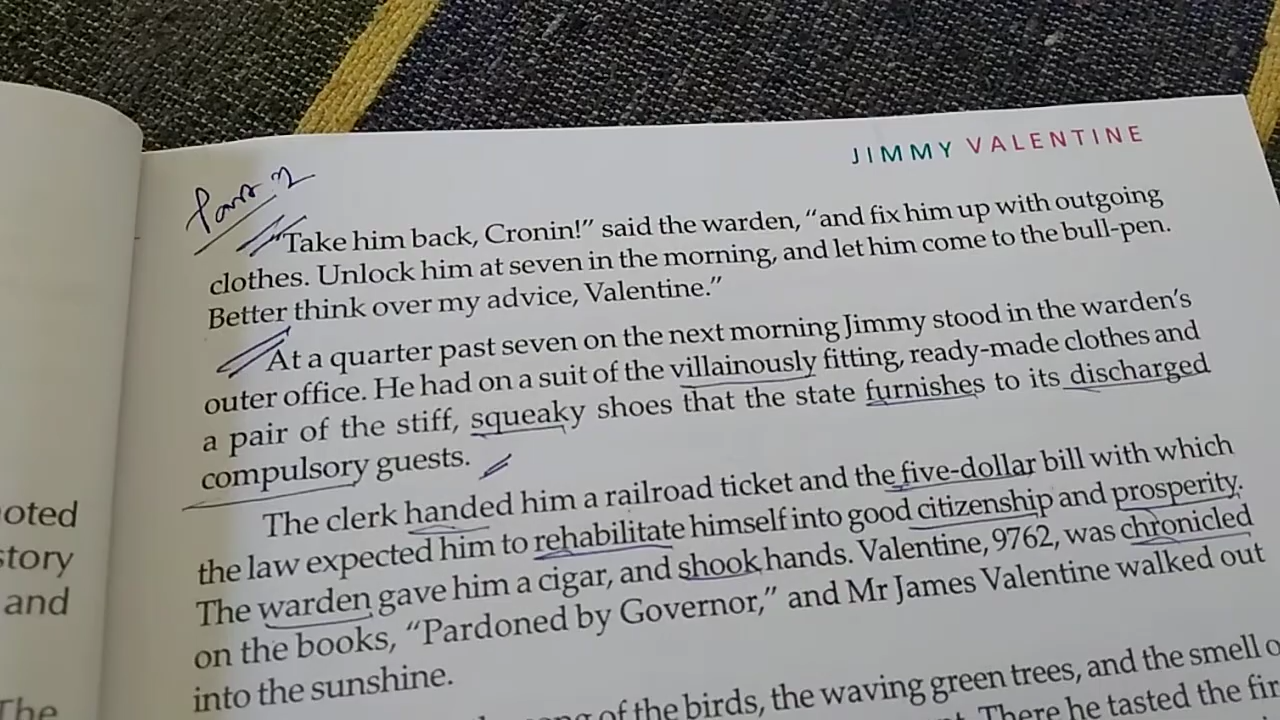 JIMMY VALENTINE
Part 2
"Take him back, Cronin!" said the warden, "and fix him up with outgoing
clothes. Unlock him at seven in the morning, and let him come to the bull-pen.
Better think over my advice, Valentine."
At a quarter past seven on the next morning Jimmy stood in the warden's
outer office. He had on a suit of the villainously fitting, ready-made clothes and
a pair of the stiff, squeaky shoes that the state furnishes to its discharged
compulsory guests.
The clerk handed him a railroad ticket and the five-dollar bill with which
the law expected him to rehabilitate himself into good citizenship and prosperity.
The warden gave him a cigar, and shook hands. Valentine, 9762, was chronicled
on the books, "Pardoned by Governor," and Mr James Valentine walked out
into the sunshine.
of the birds, the waving green trees, and the smell
There he tasted the
oted
story
and
The